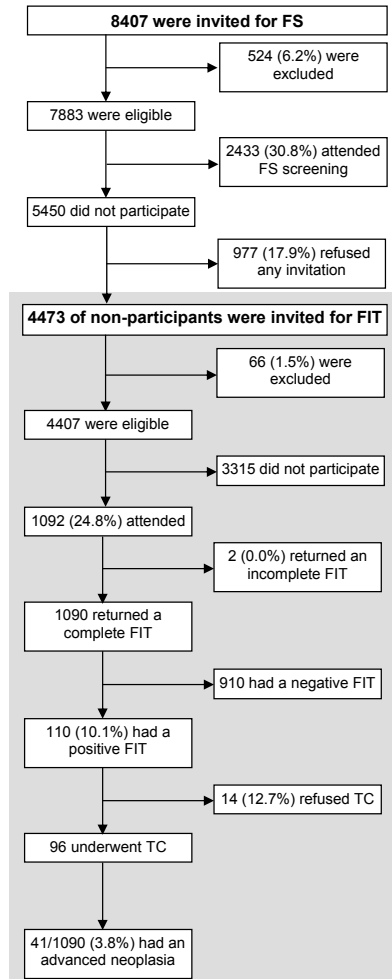 8407 were invited for FS
524 (6.2%) were
excluded
7883 were eligible
2433 (30.8%) attended
FS screening
5450 did not participate
977 (17.9%) refused
any invitation
4473 of non-participants were invited for FIT
66 (1.5%) were
excluded
4407 were eligible
3315 did not participate
1092 (24.8%) attended
2 (0.0%) returned an
incomplete FIT
1090 returned a
complete FIT
910 had a negative FIT
110 (10.1%) had a
positive FIT
14 (12.7%) refused TC
96 underwent TC
41/1090 (3.8%) had an
advanced neoplasia